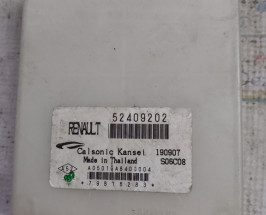 52409202
RENAULT
Calsonic Kansei 190907
Made in Thailand S06C08